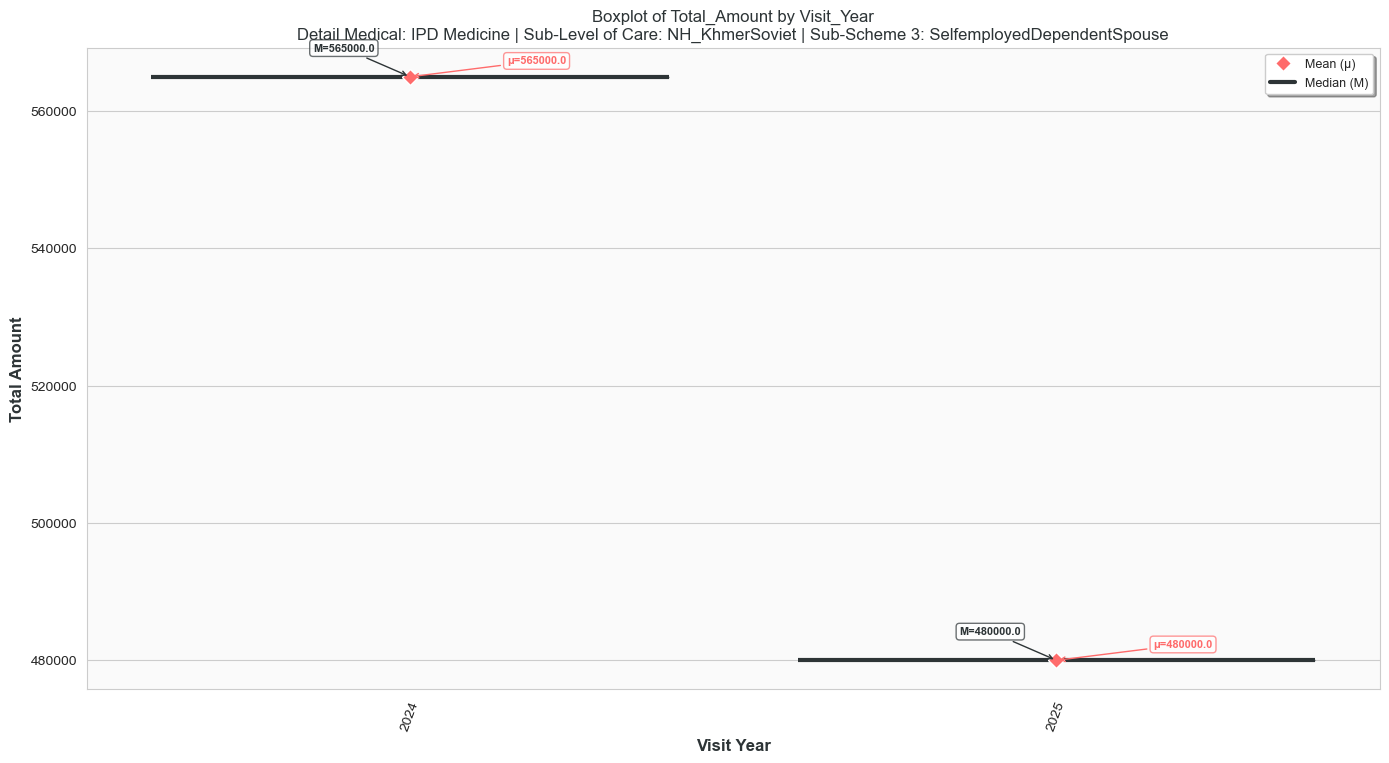 Boxplot of Total_Amount by Visit_Year
Detail Medical: IPD Medicine | Sub-Level of Care: NH_KhmerSoviet | Sub-Scheme 3: SelfemployedDependentSpouse
M=565000.0
μ=565000.0
Mean (μ)
Median (M)
560000
540000
520000
500000
480000
Total Amount
M=480000.0
μ=480000.0
2024
2025
Visit Year